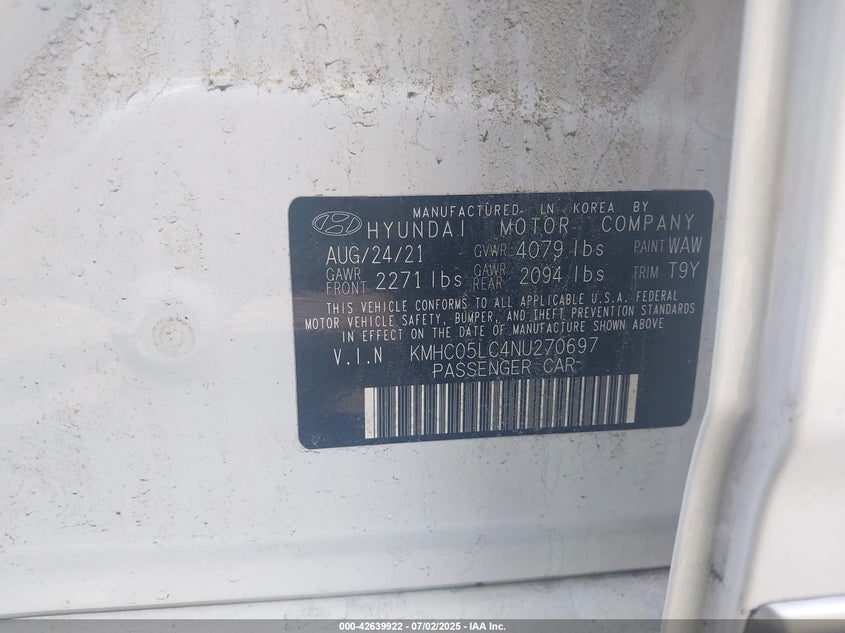 MANUFACTURED IN KOREA BY
HYUNDAI MOTOR COMPANY
AUG/24/21 GVWR 4079 lbs PAINT WAW
GAWR FRONT 2271 lbs GAWR REAR 2094 lbs TRIM T9Y
THIS VEHICLE CONFORMS TO ALL APPLICABLE U.S.A. FEDERAL
MOTOR VEHICLE SAFETY, BUMPER, AND THEFT PREVENTION STANDARDS
IN EFFECT ON THE DATE OF MANUFACTURE SHOWN ABOVE
V.I.N KMHC05LC4NU270697
PASSENGER CAR
000-42639922 - 07/02/2025 - IAA Inc.